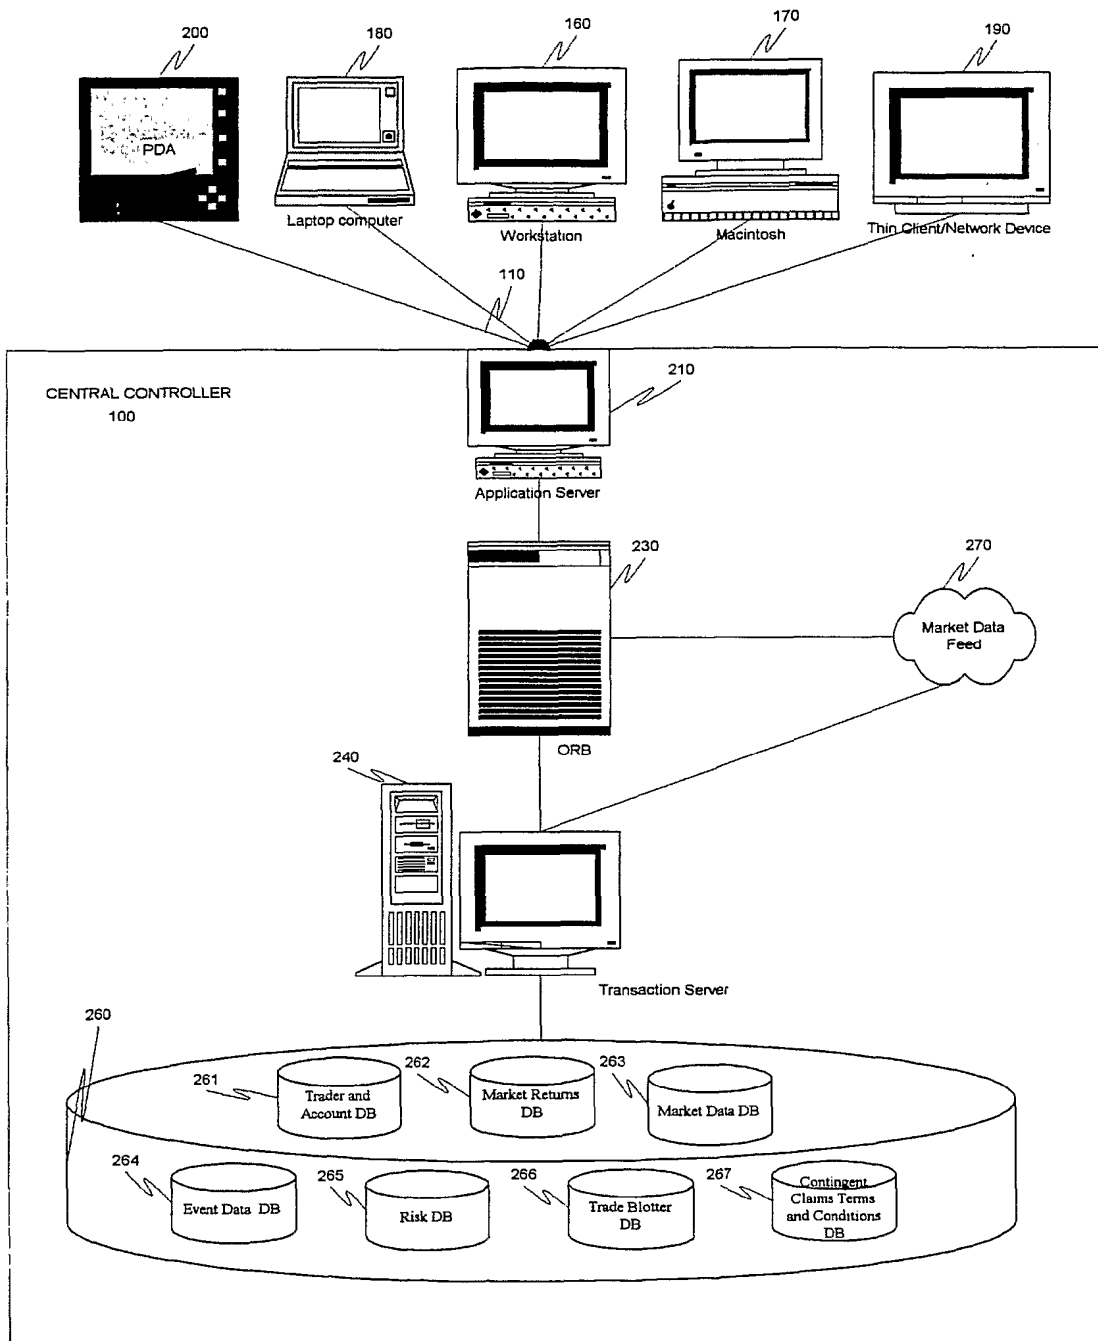 200
180
160
170
190
PDA
Laptop computer
Workstation
Macintosh
Thin Client/Network Device
110
CENTRAL CONTROLLER
100
210
Application Server
230
270
Market Data
Feed
ORB
240
Transaction Server
260
261
Trader and
Account DB
262
Market Returns
DB
263
Market Data DB
264
Event Data DB
265
Risk DB
266
Trade Blotter
DB
267
Contingent
Claims Terms
and Conditions
DB